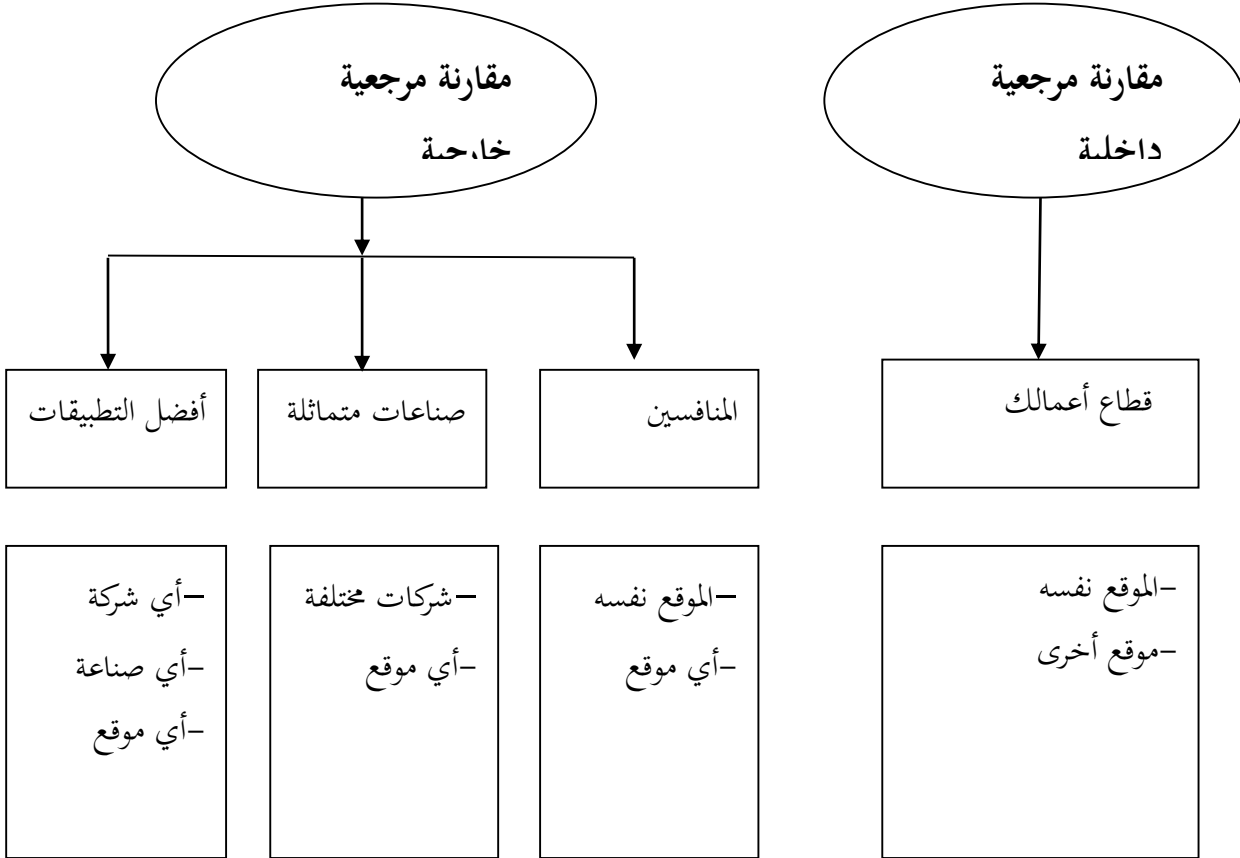 مقارنة مرجعية
داخلية
مقارنة مرجعية
خارجية
قطاع أعمالك
المنافسين
صناعات متماثلة
أفضل التطبيقات
-الموقع نفسه
-موقع أخرى
-الموقع نفسه
-أي موقع
-شركات مختلفة
-أي موقع
-أي شركة
-أي صناعة
-أي موقع